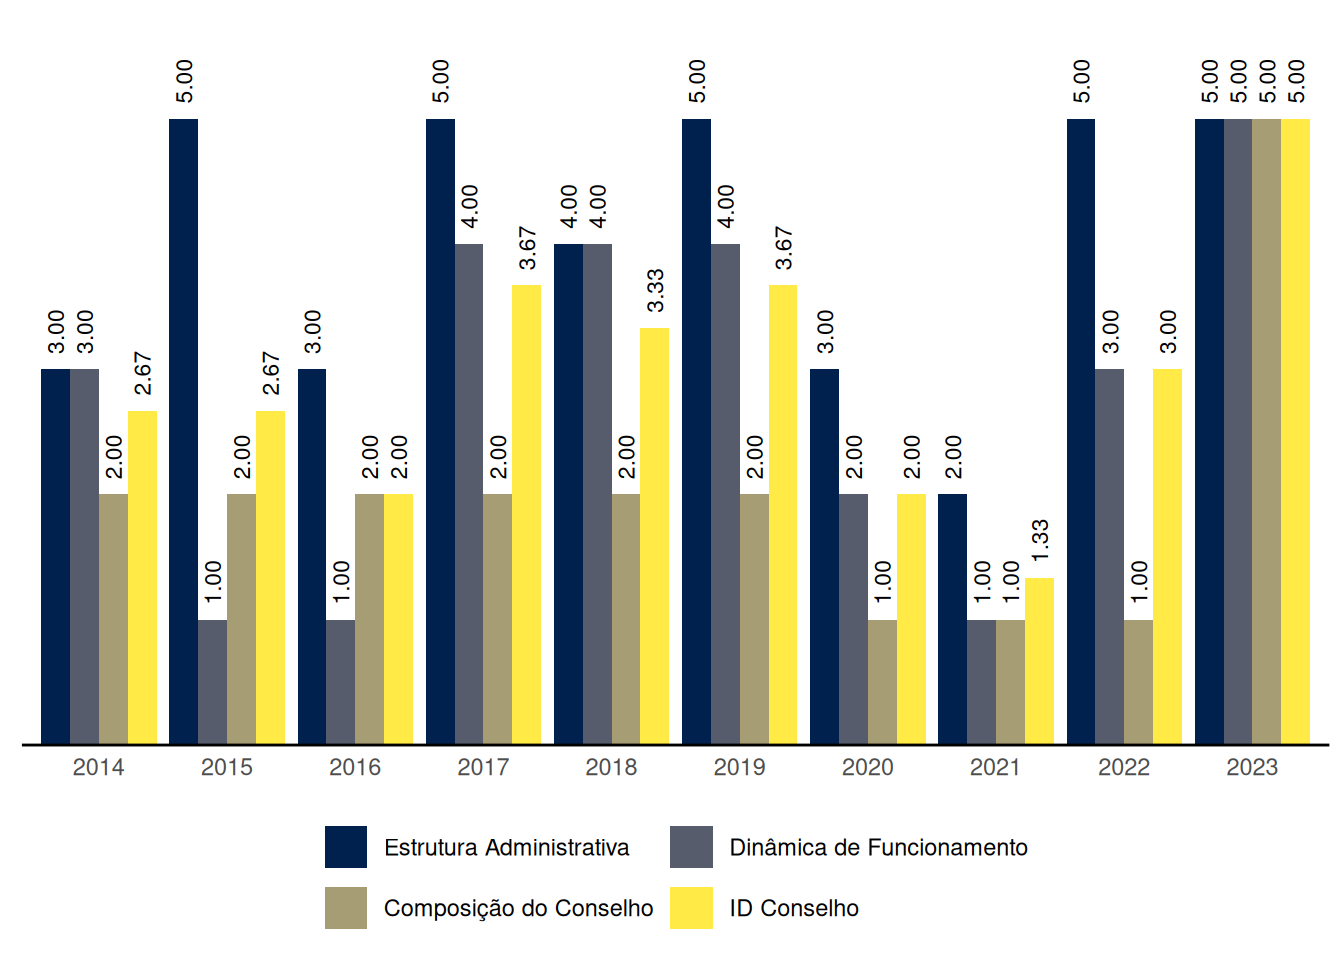 3.00 3.00 2.00 2.67
5.00 1.00 2.00 2.67
3.00 1.00 2.00 2.00
5.00 4.00 2.00 3.67
4.00 4.00 2.00 3.33
5.00 4.00 2.00 3.67
3.00 2.00 1.00 2.00
2.00 1.00 1.00 1.33
5.00 3.00 1.00 3.00
5.00 5.00 5.00 5.00
2014 2015 2016 2017 2018 2019 2020 2021 2022 2023
Estrutura Administrativa Dinâmica de Funcionamento
Composição do Conselho ID Conselho